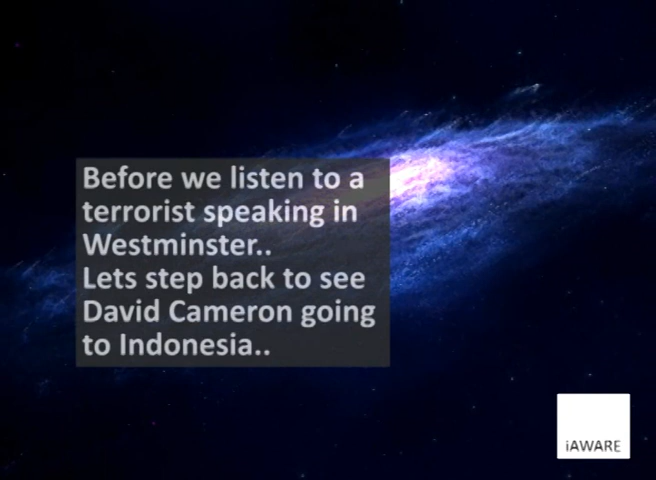 Before we listen to a
terrorist speaking in
Westminster..
Lets step back to see
David Cameron going
to Indonesia..
iAWARE